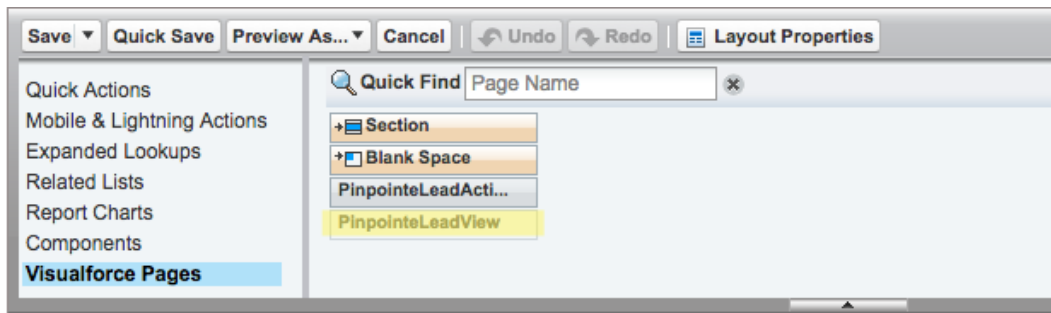 Save Quick Save Preview As... Cancel Undo Redo Layout Properties
Quick Actions
Mobile & Lightning Actions
Expanded Lookups
Related Lists
Report Charts
Components
Visualforce Pages
Quick Find Page Name
Section
Blank Space
PinpointeLeadActi...
PinpointeLeadView